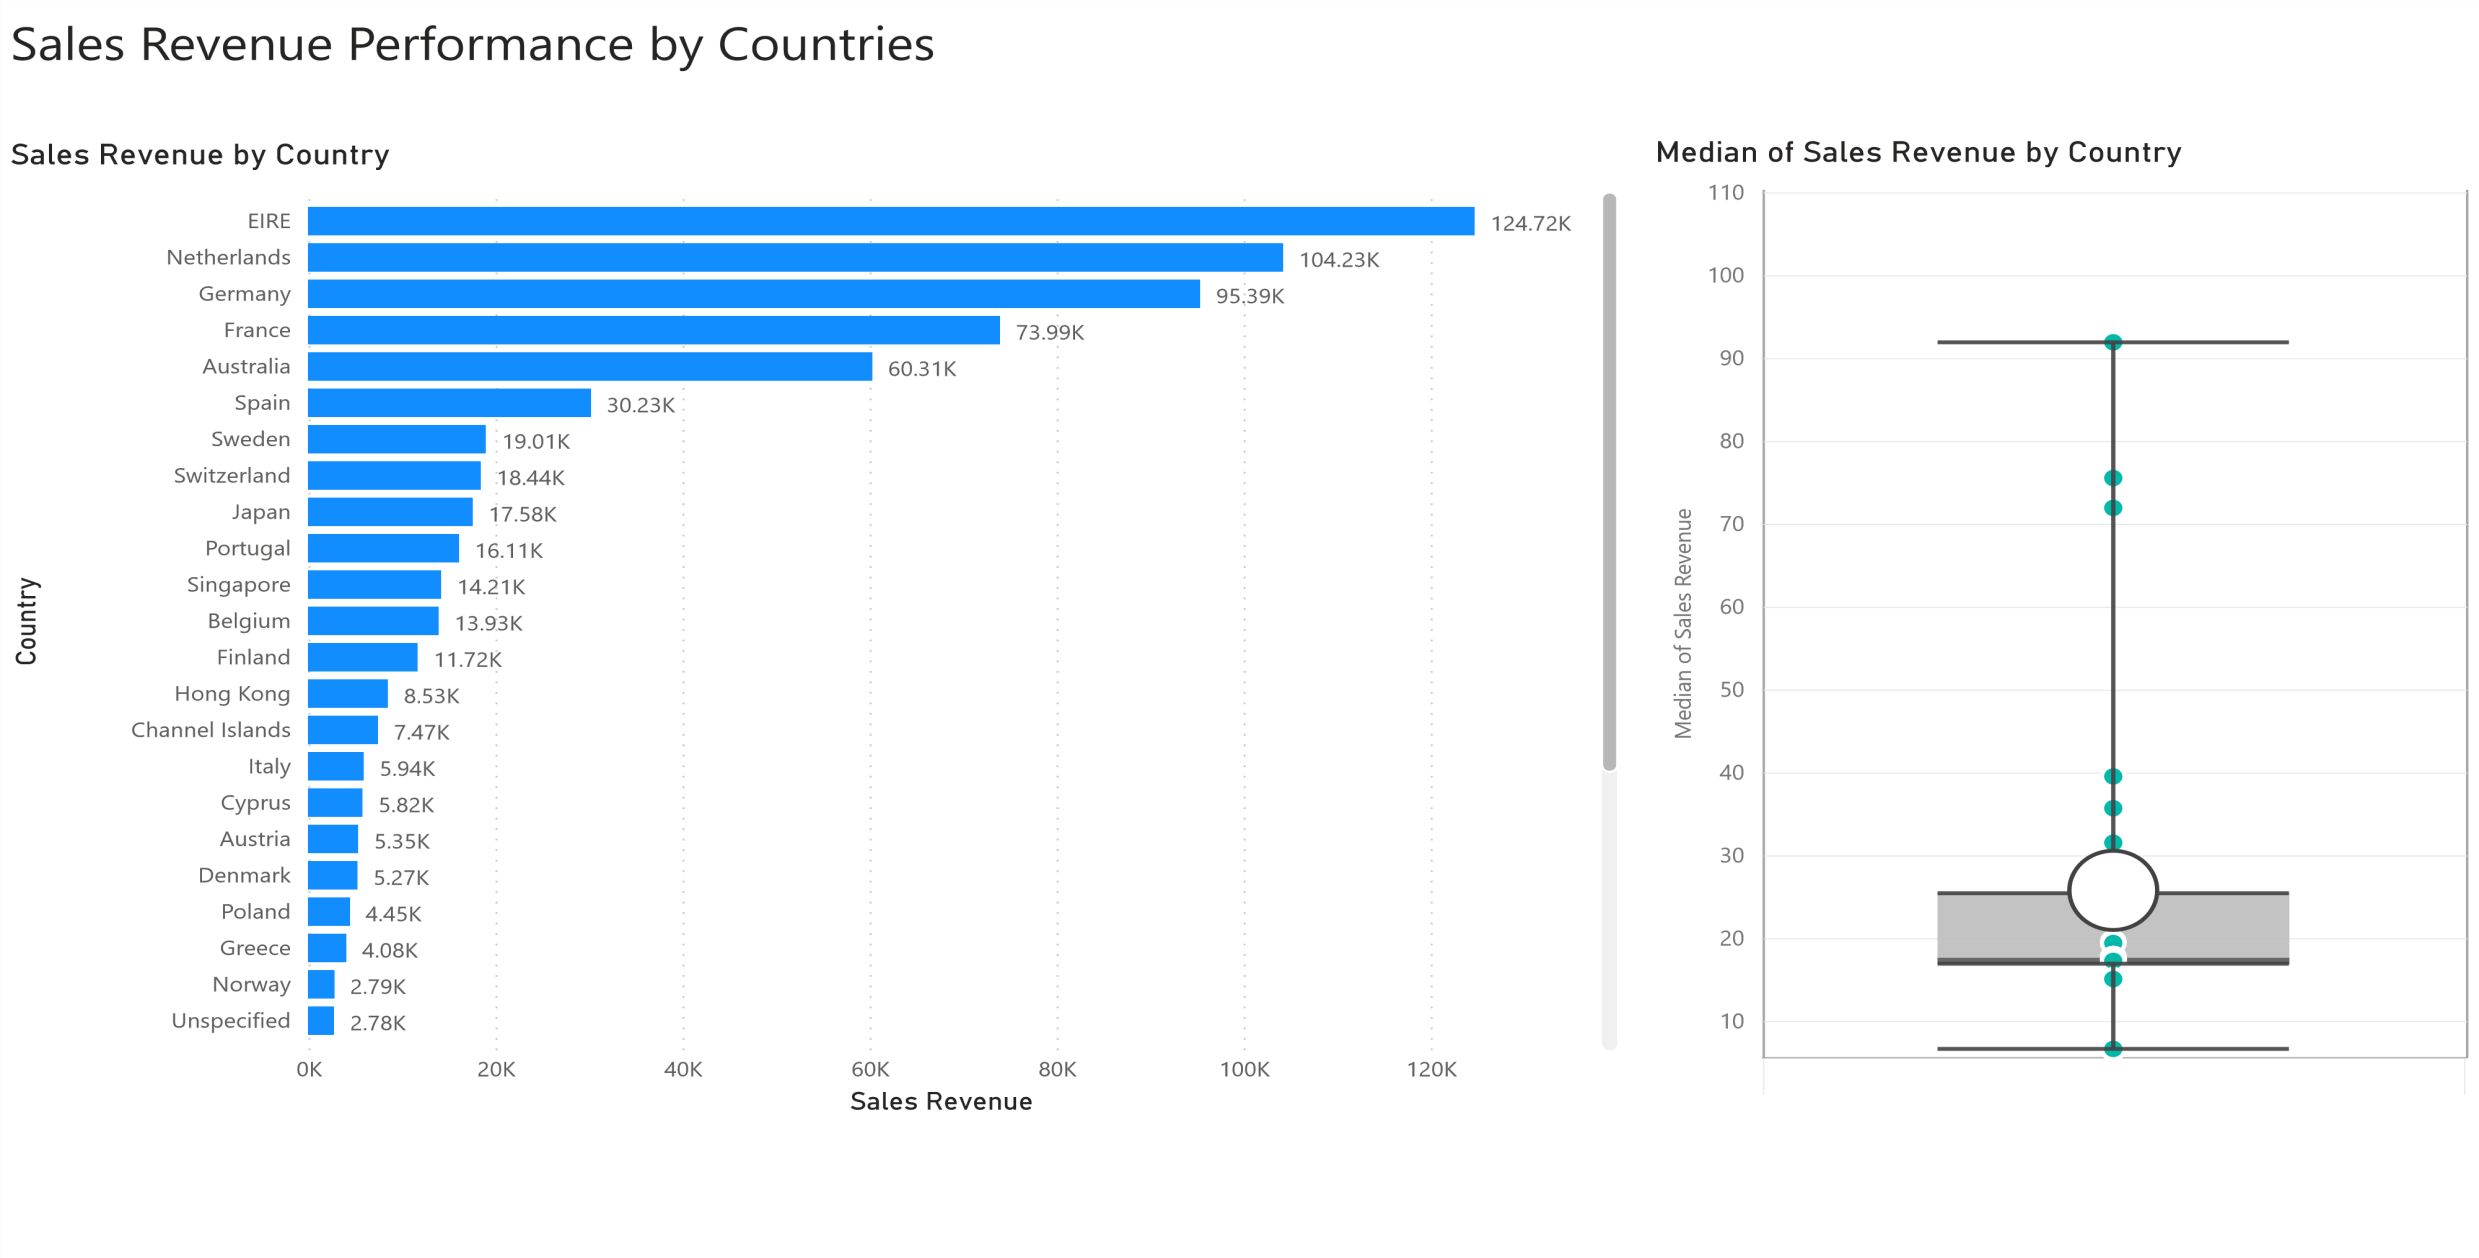 Sales Revenue Performance by Countries
Sales Revenue by Country
Country
EIRE 124.72K
Netherlands 104.23K
Germany 95.39K
France 73.99K
Australia 60.31K
Spain 30.23K
Sweden 19.01K
Switzerland 18.44K
Japan 17.58K
Portugal 16.11K
Singapore 14.21K
Belgium 13.93K
Finland 11.72K
Hong Kong 8.53K
Channel Islands 7.47K
Italy 5.94K
Cyprus 5.82K
Austria 5.35K
Denmark 5.27K
Poland 4.45K
Greece 4.08K
Norway 2.79K
Unspecified 2.78K
0K 20K 40K 60K 80K 100K 120K
Sales Revenue
Median of Sales Revenue by Country
Median of Sales Revenue
110
100
90
80
70
60
50
40
30
20
10